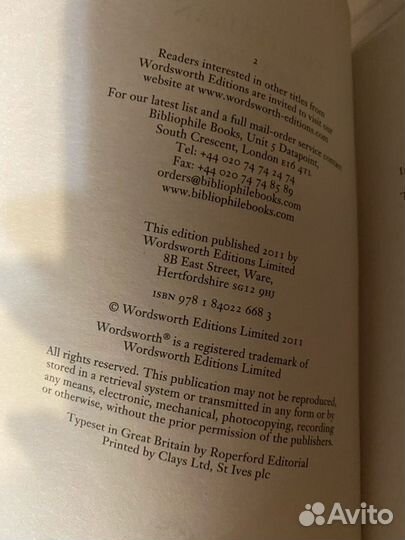 2
Readers interested in other titles from
Wordsworth Editions are invited to visit our
website at www.wordsworth-editions.com
For our latest list and a full mail-order service contact
Bibliophile Books, Unit 5 Datapoint,
South Crescent, London E16 4TL
Tel: +44 020 74 74 24 74
Fax: +44 020 74 74 85 89
orders@bibliophilebooks.com
www.bibliophilebooks.com
This edition published 2011 by
Wordsworth Editions Limited
8B East Street, Ware,
Hertfordshire SG12 9HJ
ISBN 978 1 84022 668 3
© Wordsworth Editions Limited 2011
Wordsworth® is a registered trademark of
Wordsworth Editions Limited
All rights reserved. This publication may not be reproduced,
stored in a retrieval system or transmitted in any form or by
any means, electronic, mechanical, photocopying, recording
or otherwise, without the prior permission of the publishers.
Typeset in Great Britain by Roperford Editorial
Printed by Clays Ltd, St Ives plc
Avito